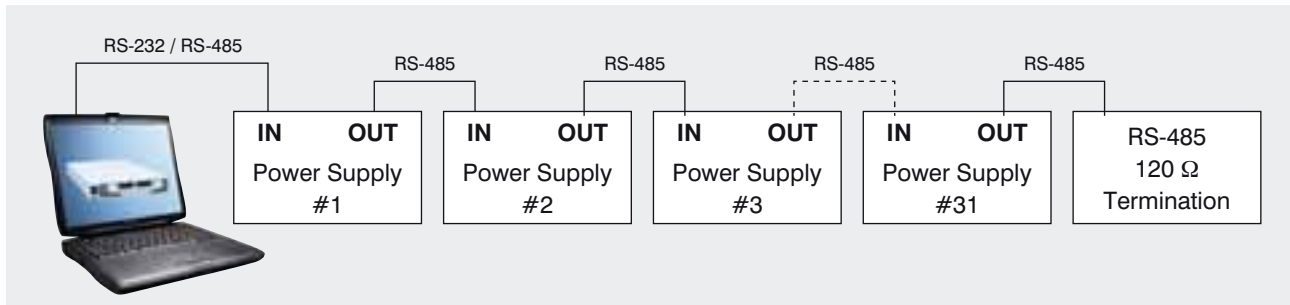 RS-232 / RS-485
RS-485
RS-485
RS-485
RS-485
IN OUT
Power Supply
#1
IN OUT
Power Supply
#2
IN OUT
Power Supply
#3
IN OUT
Power Supply
#31
RS-485
120 Ω
Termination